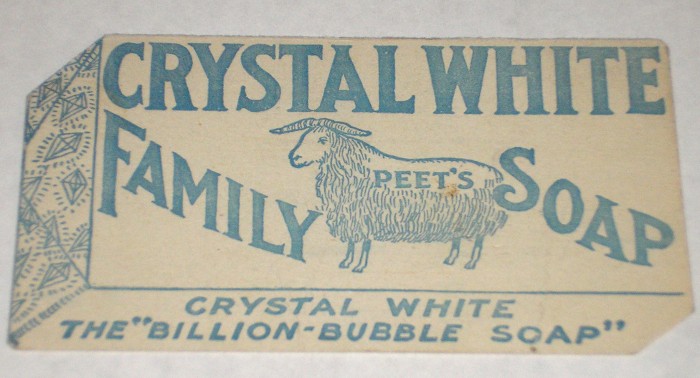 CRYSTAL WHITE
FAMILY SOAP
PEET'S
CRYSTAL WHITE
THE "BILLION-BUBBLE SOAP"